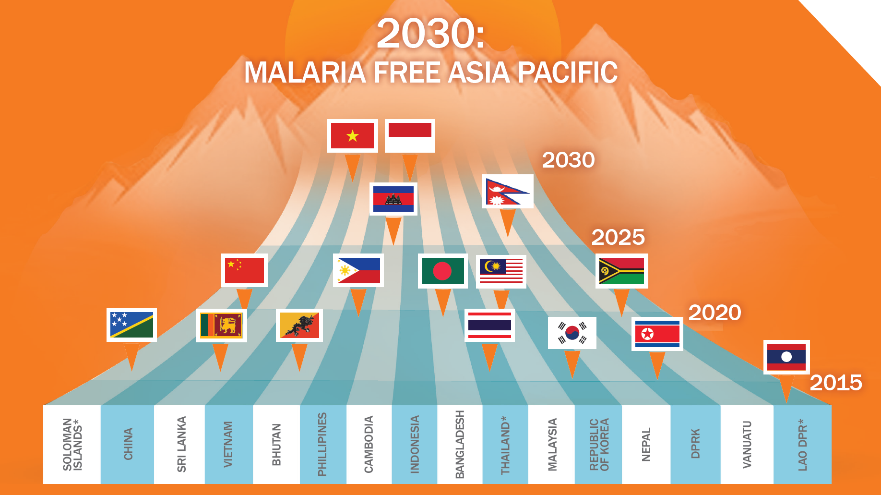 2030:
MALARIA FREE ASIA PACIFIC
2030
2025
2020
2015
SOLOMAN
ISLANDS*
CHINA
SRI LANKA
VIETNAM
BHUTAN
PHILLIPINES
CAMBODIA
INDONESIA
BANGLADESH
THAILAND*
MALAYSIA
REPUBLIC
OF KOREA
NEPAL
DPRK
VANUATU
LAO DPR*